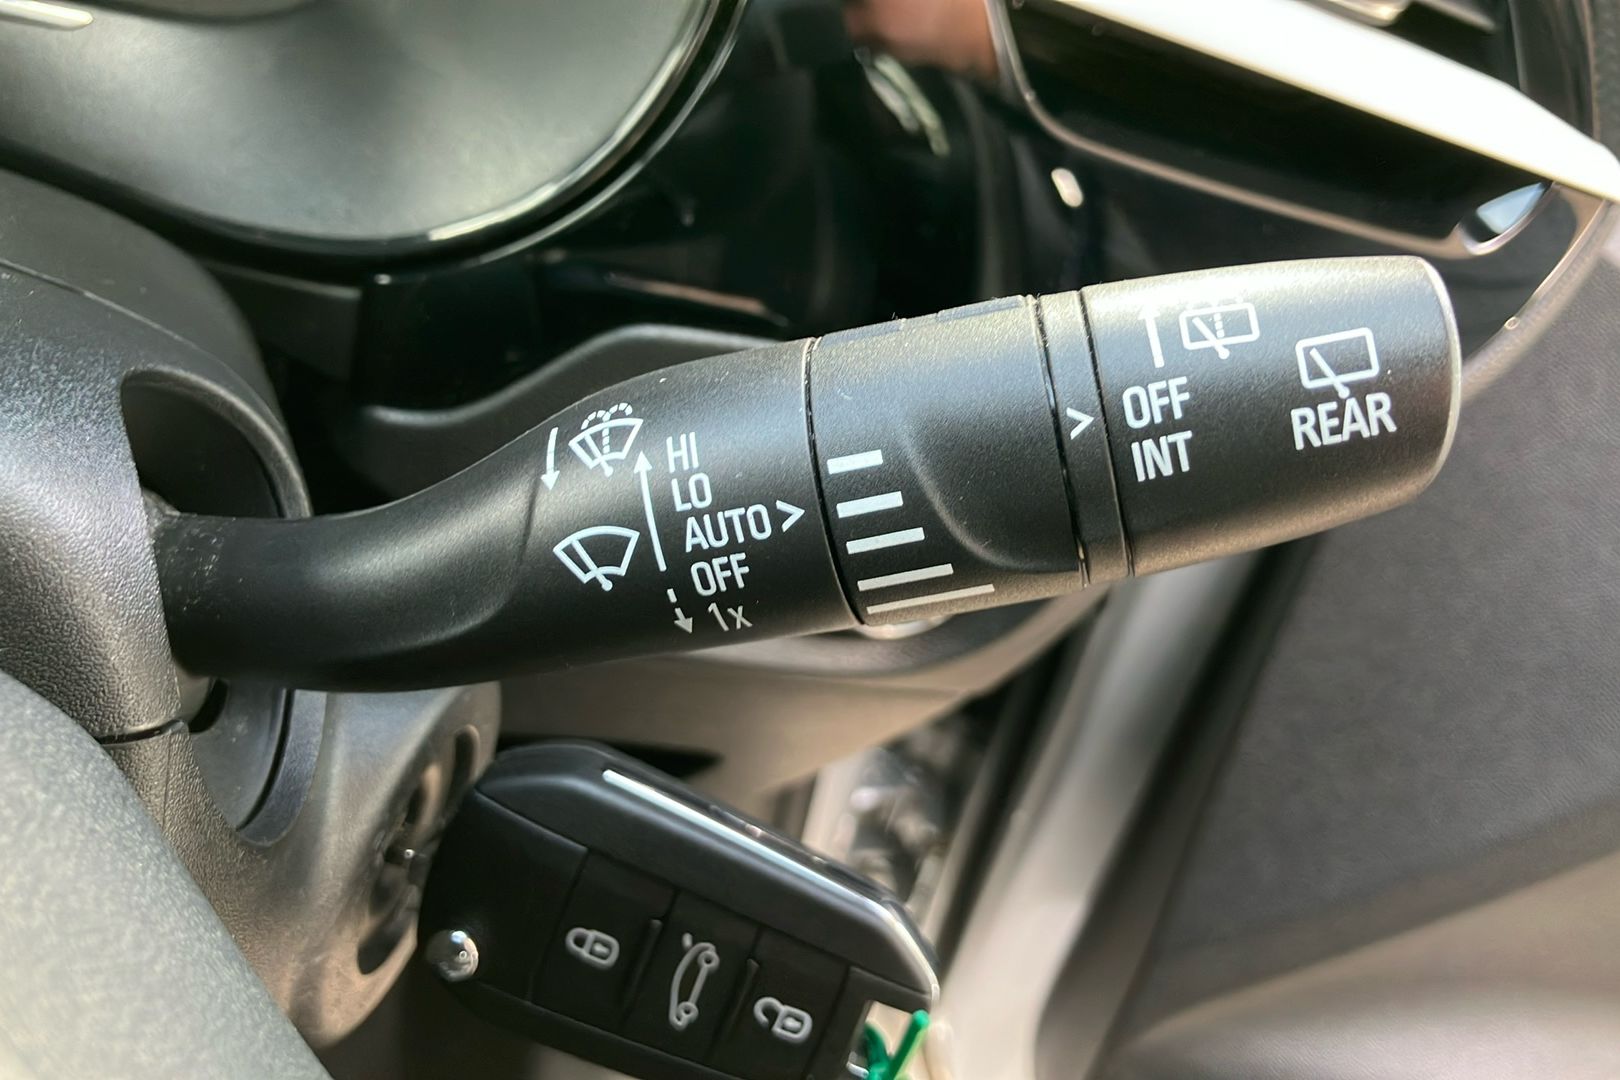 HI
LO
AUTO >
OFF
1x
> OFF
INT
REAR